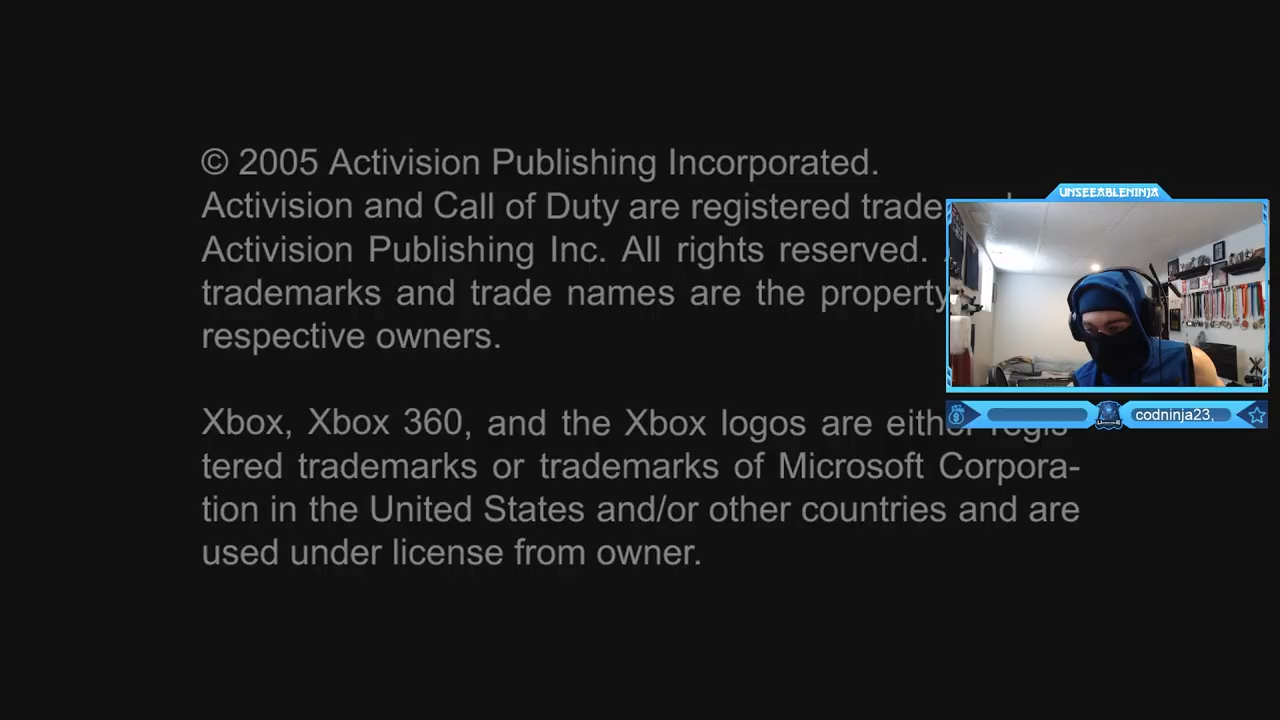 © 2005 Activision Publishing Incorporated.
Activision and Call of Duty are registered
Activision Publishing Inc. All rights reserved.
trademarks and trade names are the property
respective owners.
Xbox, Xbox 360, and the Xbox logos are either regis-
tered trademarks or trademarks of Microsoft Corpora-
tion in the United States and/or other countries and are
used under license from owner.
UNSEEABLENINJA
codninja23,